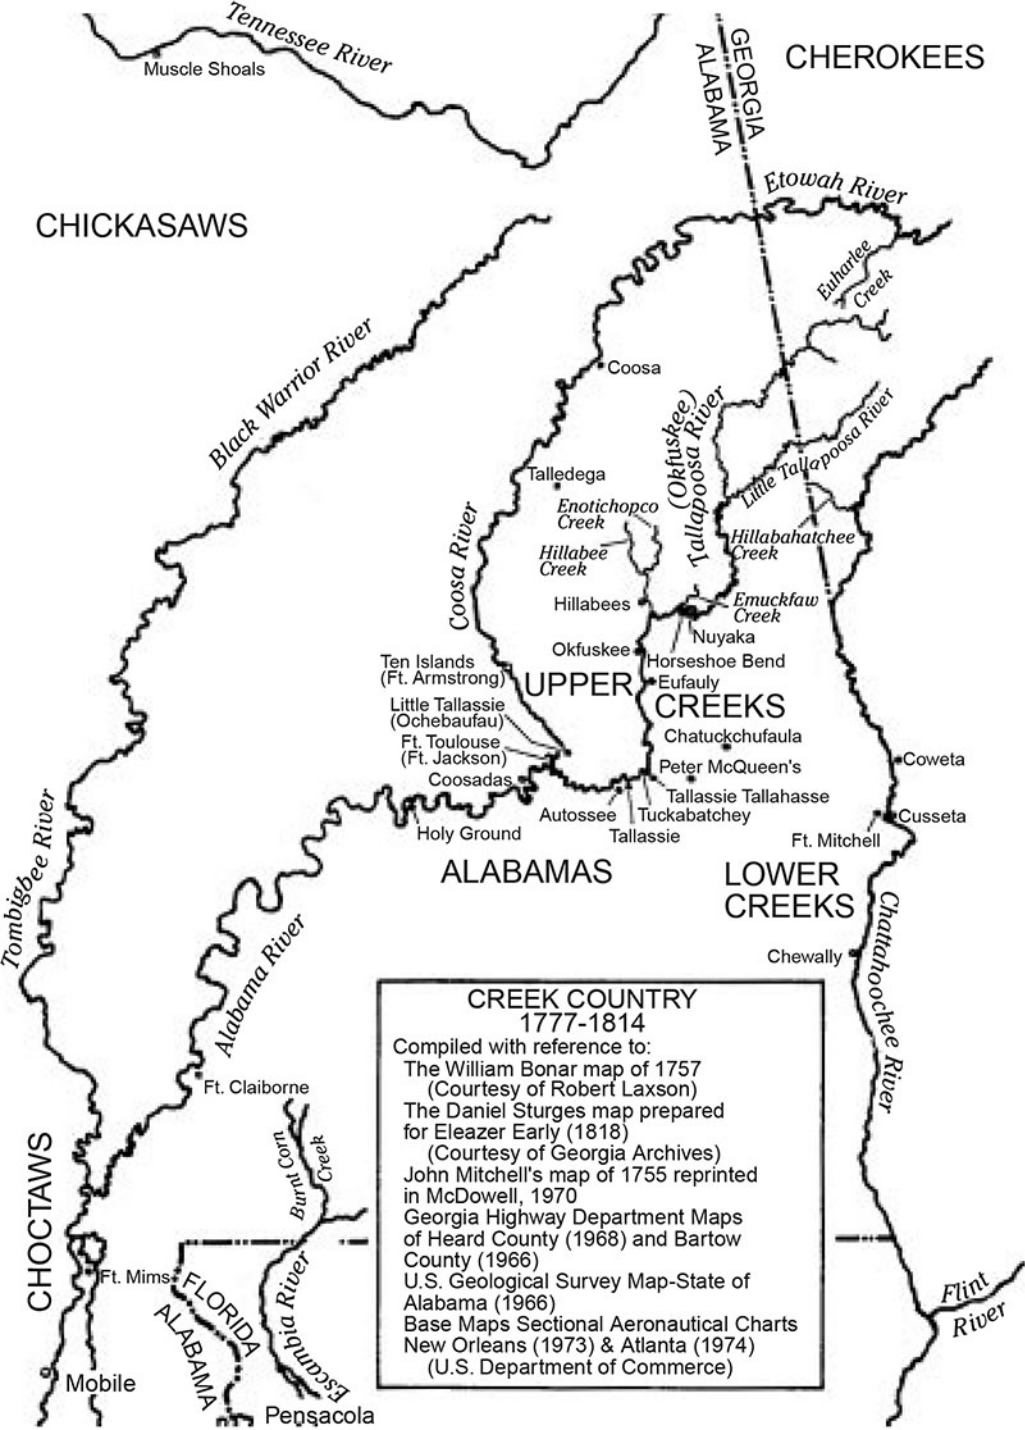 Tennessee River
Muscle Shoals
GEORGIA
ALABAMA
CHEROKEES
Etowah River
CHICKASAWS
Euharlee
Creek
Black Warrior River
Coosa
(Okfuskee)
Tallapoosa River
Little Tallapoosa River
Talledega
Enotichopco
Creek
Hillabahatchee
Creek
Coosa River
Hillabee
Creek
Hillabees
Emuckfaw
Creek
Nuyaka
Okfuskee
Horseshoe Bend
Ten Islands
(Ft. Armstrong)
UPPER
Eufauly
CREEKS
Little Tallassie
(Ochebaufau)
Chatuckchufaula
Ft. Toulouse
(Ft. Jackson)
Coweta
Peter McQueen's
Coosadas
Tallassie Tallahasse
Autossee
Tuckabatchey
Cusseta
Holy Ground
Tallassie
Ft. Mitchell
Tombigbee River
ALABAMAS
LOWER
CREEKS
Alabama River
Chewally
Chattahoochee River
Ft. Claiborne
CHOCTAWS
Burnt Corn
Creek
CREEK COUNTRY
1777-1814
Compiled with reference to:
The William Bonar map of 1757
(Courtesy of Robert Laxson)
The Daniel Sturges map prepared
for Eleazer Early (1818)
(Courtesy of Georgia Archives)
John Mitchell's map of 1755 reprinted
in McDowell, 1970
Georgia Highway Department Maps
of Heard County (1968) and Bartow
County (1966)
U.S. Geological Survey Map-State of
Alabama (1966)
Base Maps Sectional Aeronautical Charts
New Orleans (1973) & Atlanta (1974)
(U.S. Department of Commerce)
Ft. Mims
FLORIDA
ALABAMA
Escambia River
Flint
River
Mobile
Pensacola